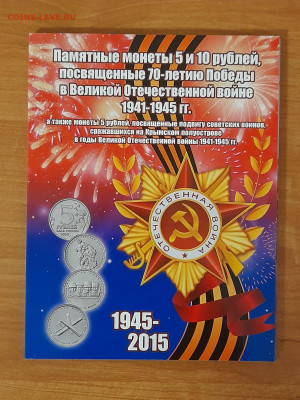 COINS.SU
Памятные монеты 5 и 10 рублей,
посвященные 70-летию Победы
в Великой Отечественной войне
1941-1945 гг.
а также монеты 5 рублей, посвященные подвигу советских воинов,
сражавшихся на Крымском полуострове
в годы Великой Отечественной войны 1941-1945 гг.
ОТЕЧЕСТВЕННАЯ ВОЙНА
5
1945-
2015